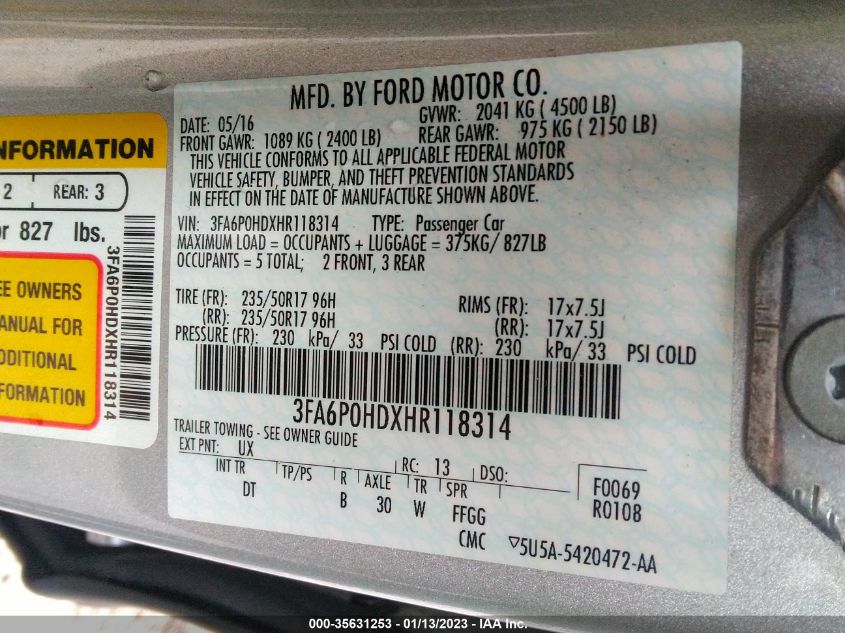 NFORMATION
2 REAR: 3
or 827 lbs.
EE OWNERS
ANUAL FOR
DDITIONAL
FORMATION
3FA6P0HDXHR118314
MFD. BY FORD MOTOR CO.
DATE: 05/16 GVWR: 2041 KG ( 4500 LB)
FRONT GAWR: 1089 KG ( 2400 LB) REAR GAWR: 975 KG ( 2150 LB)
THIS VEHICLE CONFORMS TO ALL APPLICABLE FEDERAL MOTOR
VEHICLE SAFETY, BUMPER, AND THEFT PREVENTION STANDARDS
IN EFFECT ON THE DATE OF MANUFACTURE SHOWN ABOVE.
VIN: 3FA6P0HDXHR118314 TYPE: Passenger Car
MAXIMUM LOAD = OCCUPANTS + LUGGAGE = 375KG/ 827LB
OCCUPANTS = 5 TOTAL; 2 FRONT, 3 REAR
TIRE (FR): 235/50R17 96H RIMS (FR): 17x7.5J
(RR): 235/50R17 96H (RR): 17x7.5J
PRESSURE (FR): 230 kPa/ 33 PSI COLD (RR): 230 kPa/ 33 PSI COLD
3FA6P0HDXHR118314
TRAILER TOWING - SEE OWNER GUIDE
EXT PNT: UX RC: 13 DSO:
INT TR TP/PS R AXLE TR SPR
DT B 30 W FFGG
CMC
F0069
R0108
▽5U5A-5420472-AA
000-35631253 - 01/13/2023 - IAA Inc.